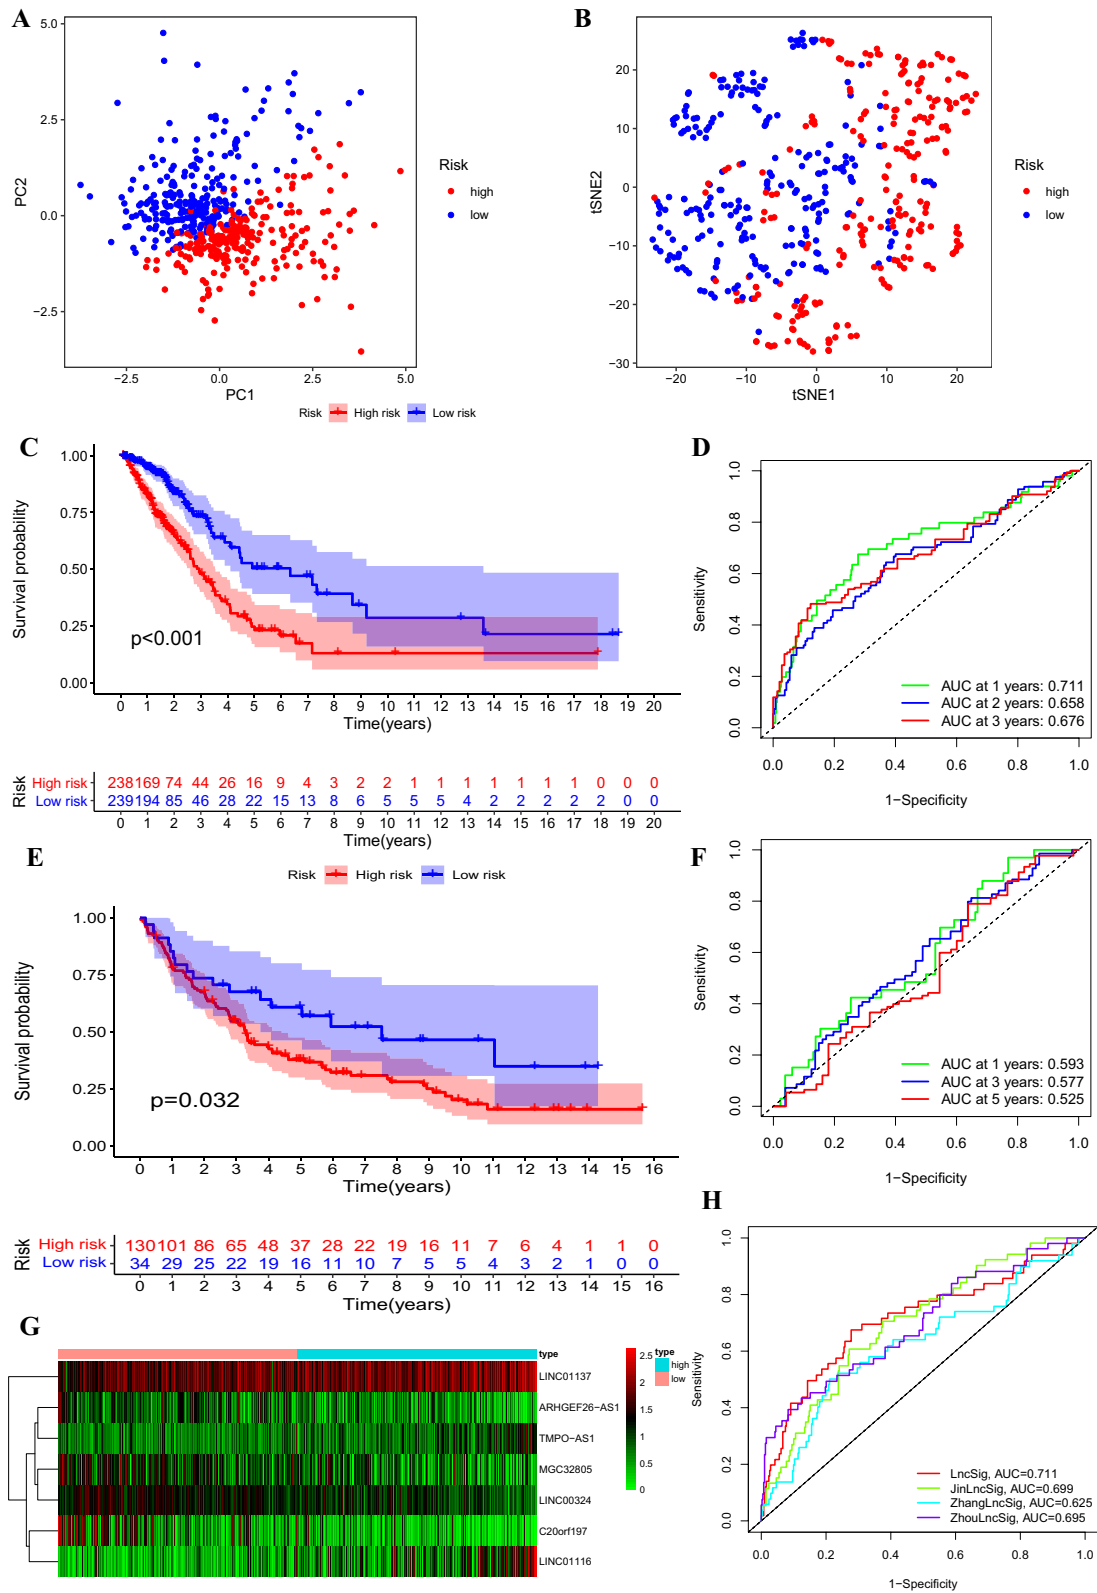 A
5.0
2.5
0.0
−2.5
PC2
−2.5 0.0 2.5 5.0
PC1
Risk
high
low
B
20
10
0
−10
−20
−30
tSNE2
−20 −10 0 10 20
tSNE1
Risk
high
low
C
Risk High risk Low risk
1.00
0.75
0.50
0.25
0.00
Survival probability
p<0.001
0 1 2 3 4 5 6 7 8 9 10 11 12 13 14 15 16 17 18 19 20
Time(years)
Risk
High risk 238 169 74 44 26 16 9 4 3 2 2 1 1 1 1 1 1 1 0 0 0
Low risk 239 194 85 46 28 22 15 13 8 6 5 5 5 4 2 2 2 2 2 0 0
0 1 2 3 4 5 6 7 8 9 10 11 12 13 14 15 16 17 18 19 20
Time(years)
D
1.0
0.8
0.6
0.4
0.2
0.0
Sensitivity
AUC at 1 years: 0.711
AUC at 2 years: 0.658
AUC at 3 years: 0.676
0.0 0.2 0.4 0.6 0.8 1.0
1−Specificity
E
Risk High risk Low risk
1.00
0.75
0.50
0.25
0.00
Survival probability
p=0.032
0 1 2 3 4 5 6 7 8 9 10 11 12 13 14 15 16
Time(years)
Risk
High risk 130 101 86 65 48 37 28 22 19 16 11 7 6 4 1 1 0
Low risk 34 29 25 22 19 16 11 10 7 5 5 4 3 2 1 0 0
0 1 2 3 4 5 6 7 8 9 10 11 12 13 14 15 16
Time(years)
F
1.0
0.8
0.6
0.4
0.2
0.0
Sensitivity
AUC at 1 years: 0.593
AUC at 3 years: 0.577
AUC at 5 years: 0.525
0.0 0.2 0.4 0.6 0.8 1.0
1−Specificity
G
type
LINC01137
ARHGEF26−AS1
TMPO−AS1
MGC32805
LINC00324
C20orf197
LINC01116
2.5
2
1.5
1
0.5
0
type
high
low
H
1.0
0.8
0.6
0.4
0.2
0.0
Sensitivity
LncSig, AUC=0.711
JinLncSig, AUC=0.699
ZhangLncSig, AUC=0.625
ZhouLncSig, AUC=0.695
0.0 0.2 0.4 0.6 0.8 1.0
1−Specificity